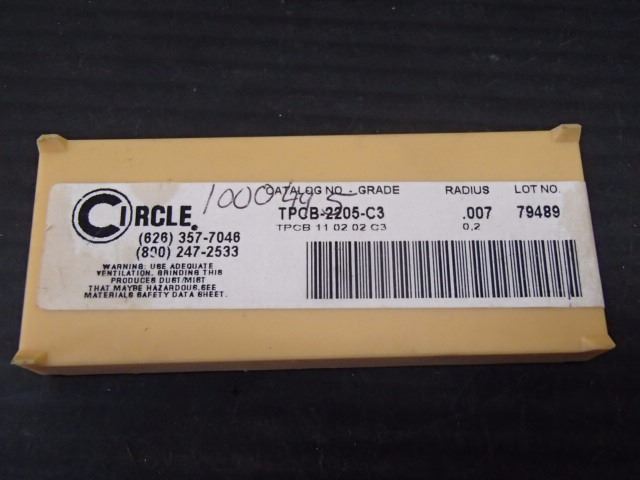 CIRCLE.
(626) 357-7046
(800) 247-2533
WARNING: USE ADEQUATE
VENTILATION. GRINDING THIS
PRODUCES DUST/MIST
THAT MAYBE HAZARDOUS.SEE
MATERIALS SAFETY DATA SHEET.
1000445
CATALOG NO. - GRADE RADIUS LOT NO.
TPCB-2205-C3 .007 79489
TPCB 11 02 02 C3 0,2